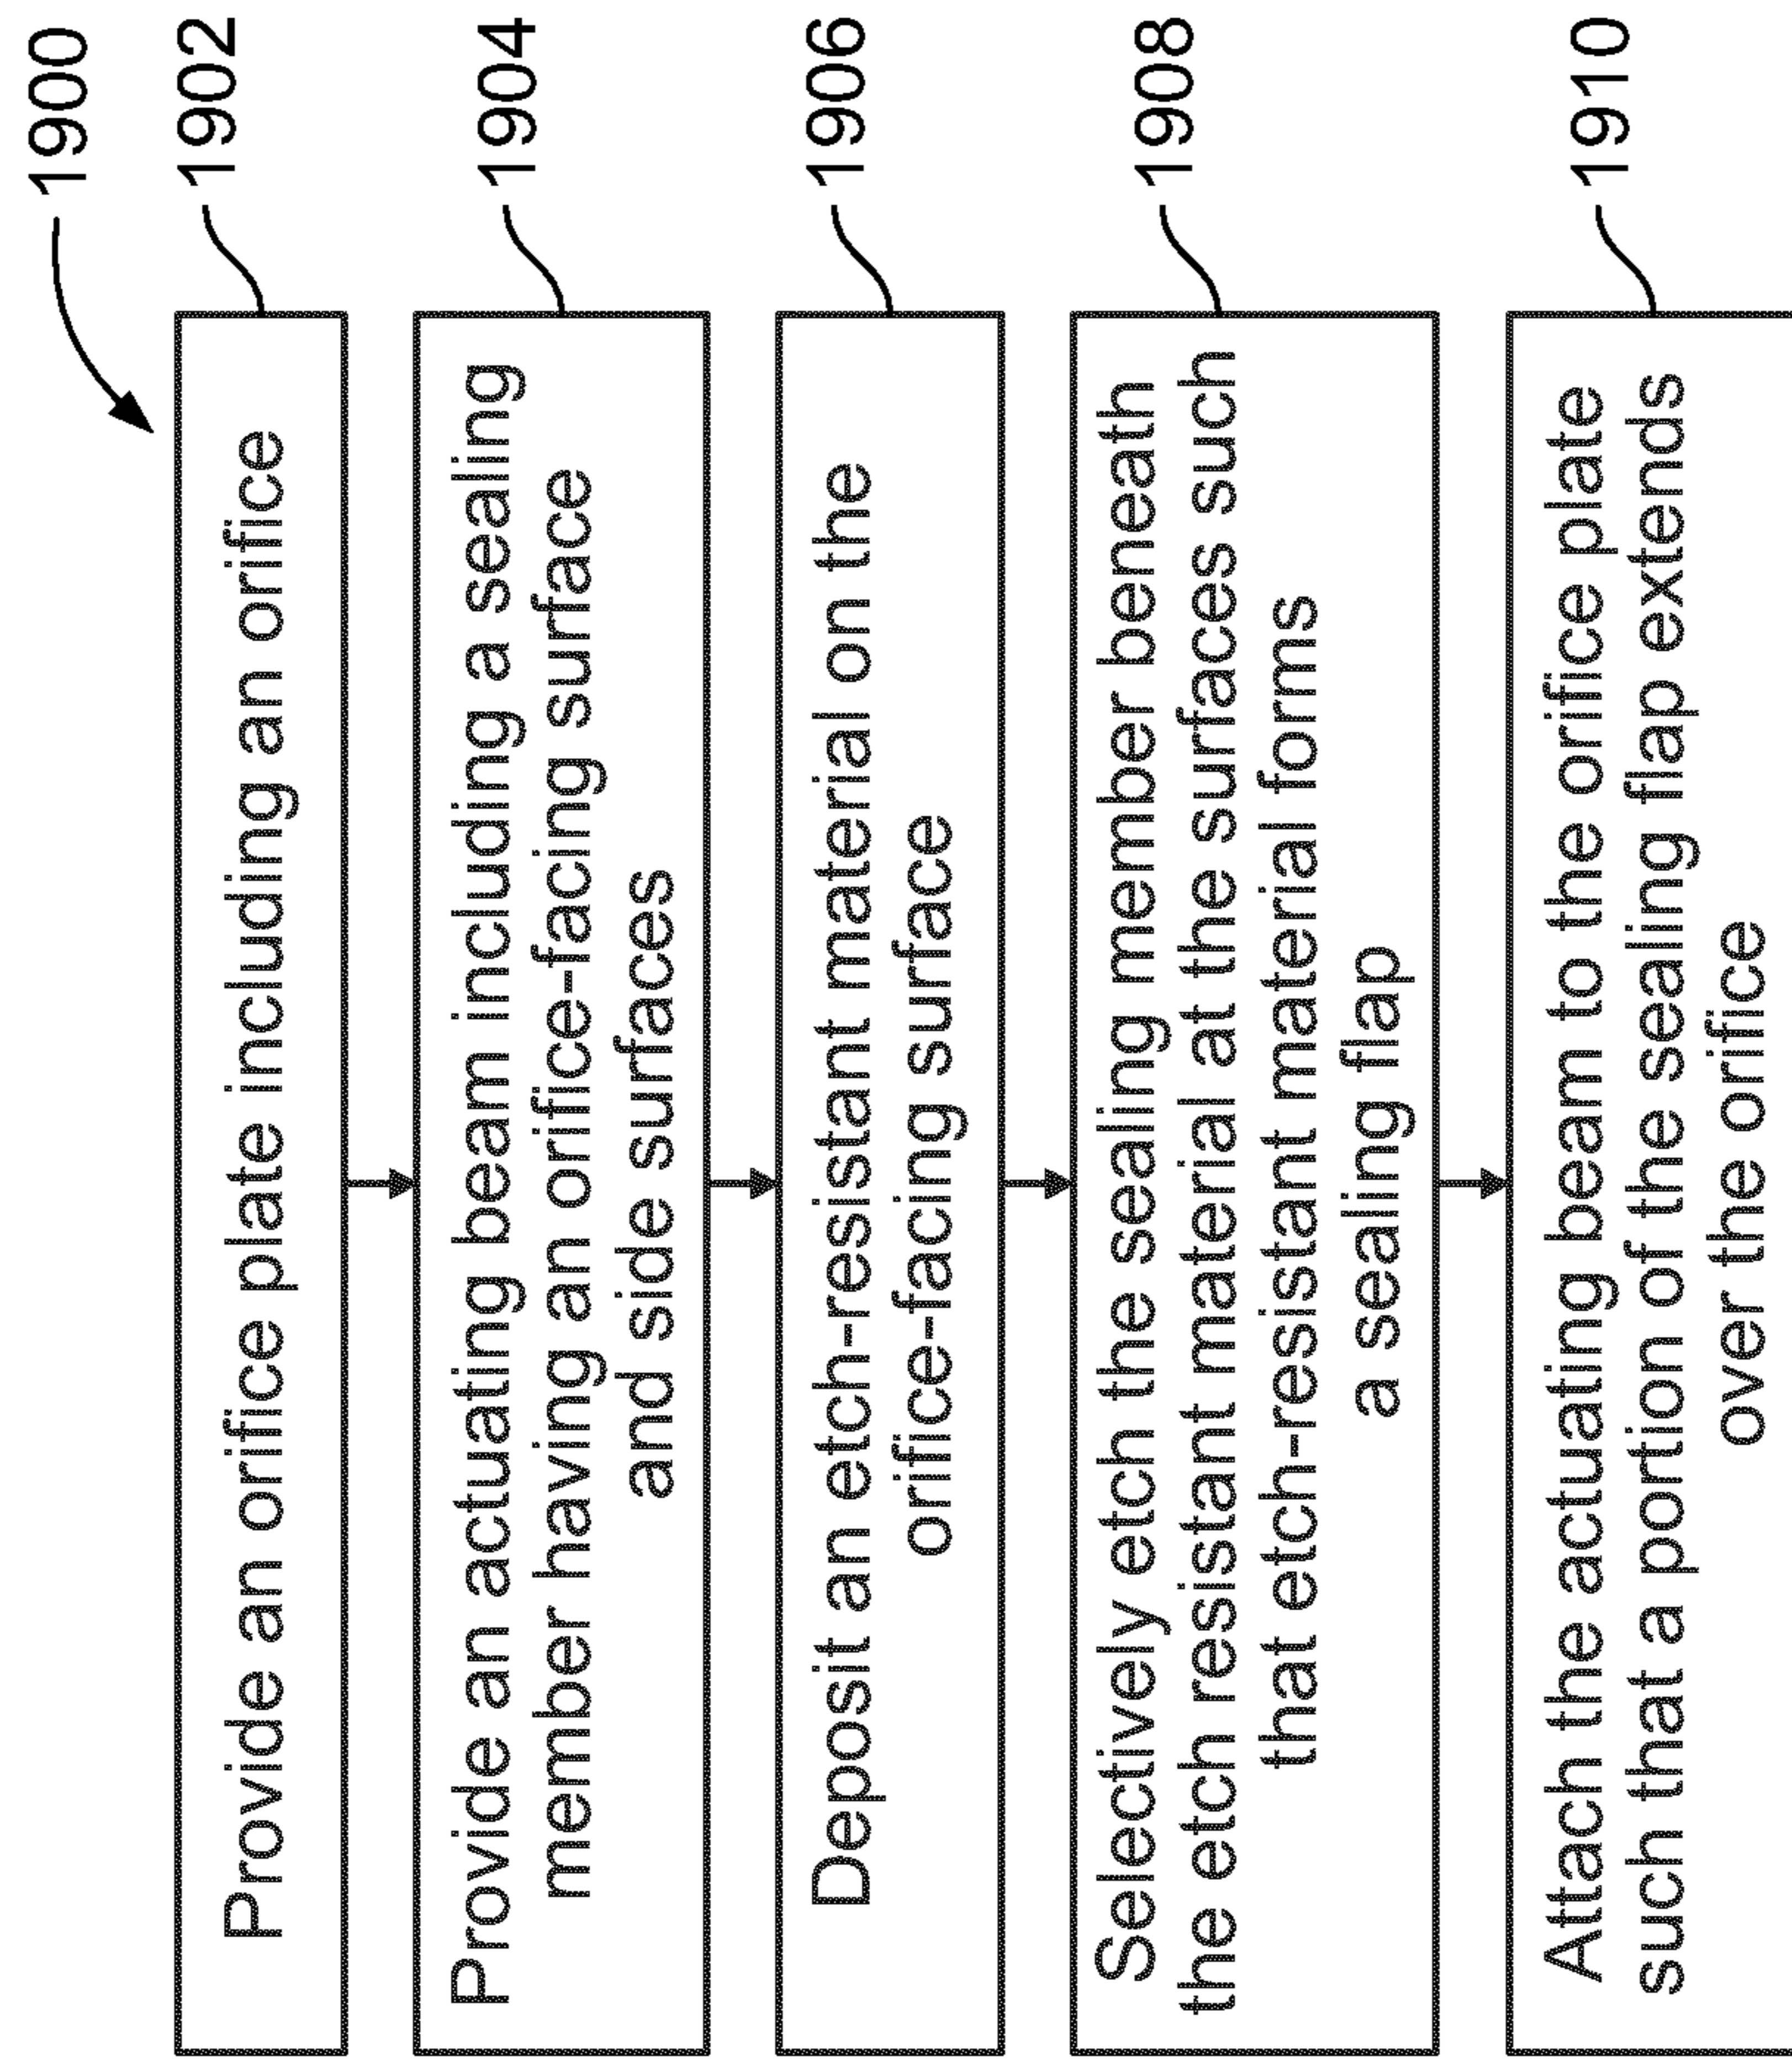 1900
1902
Provide an orifice plate including an orifice
1904
Provide an actuating beam including a sealing
member having an orifice-facing surface
and side surfaces
1906
Deposit an etch-resistant material on the
orifice-facing surface
1908
Selectively etch the sealing member beneath
the etch resistant material at the surfaces such
that etch-resistant material forms
a sealing flap
1910
Attach the actuating beam to the orifice plate
such that a portion of the sealing flap extends
over the orifice